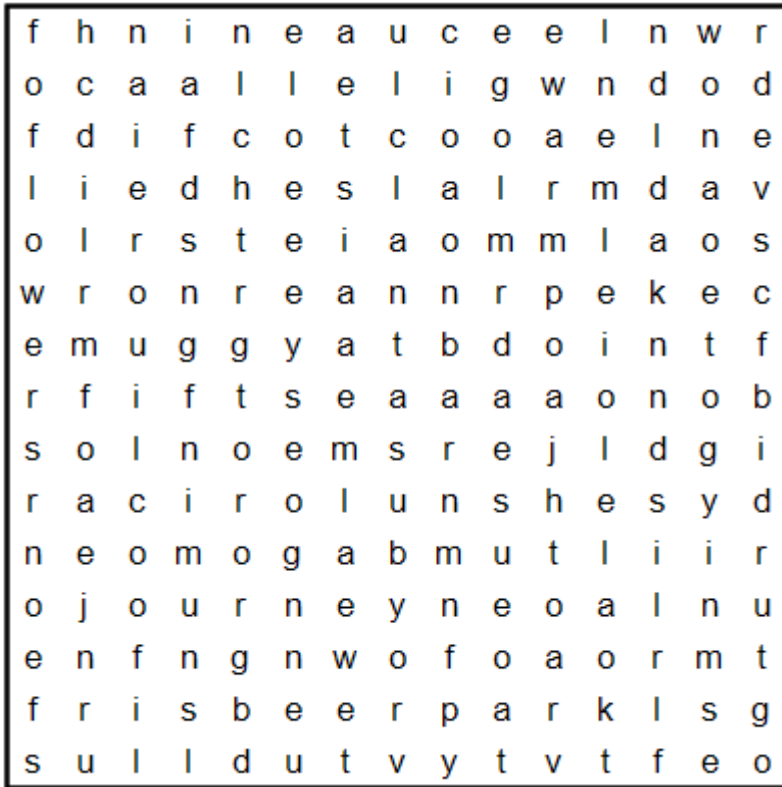 f h n i n e a u c e e l n w r
o c a a l l e l i g w n d o d
f d i f c o t c o o a e l n e
l i e d h e s l a l r m d a v
o l r s t e i a o m m l a o s
w r o n r e a n n r p e k e c
e m u g g y a t b d o i n t f
r f i f t s e a a a a o n o b
s o l n o e m s r e j l d g i
r a c i r o l u n s h e s y d
n e o m o g a b m u t l i i r
o j o u r n e y n e o a l n u
e n f n g n w o f o a o r m t
f r i s b e e r p a r k l s g
s u l l d u t v y t v t f e o